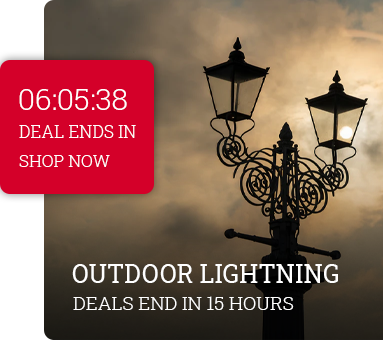 06:05:38
DEAL ENDS IN
SHOP NOW
OUTDOOR LIGHTNING
DEALS END IN 15 HOURS